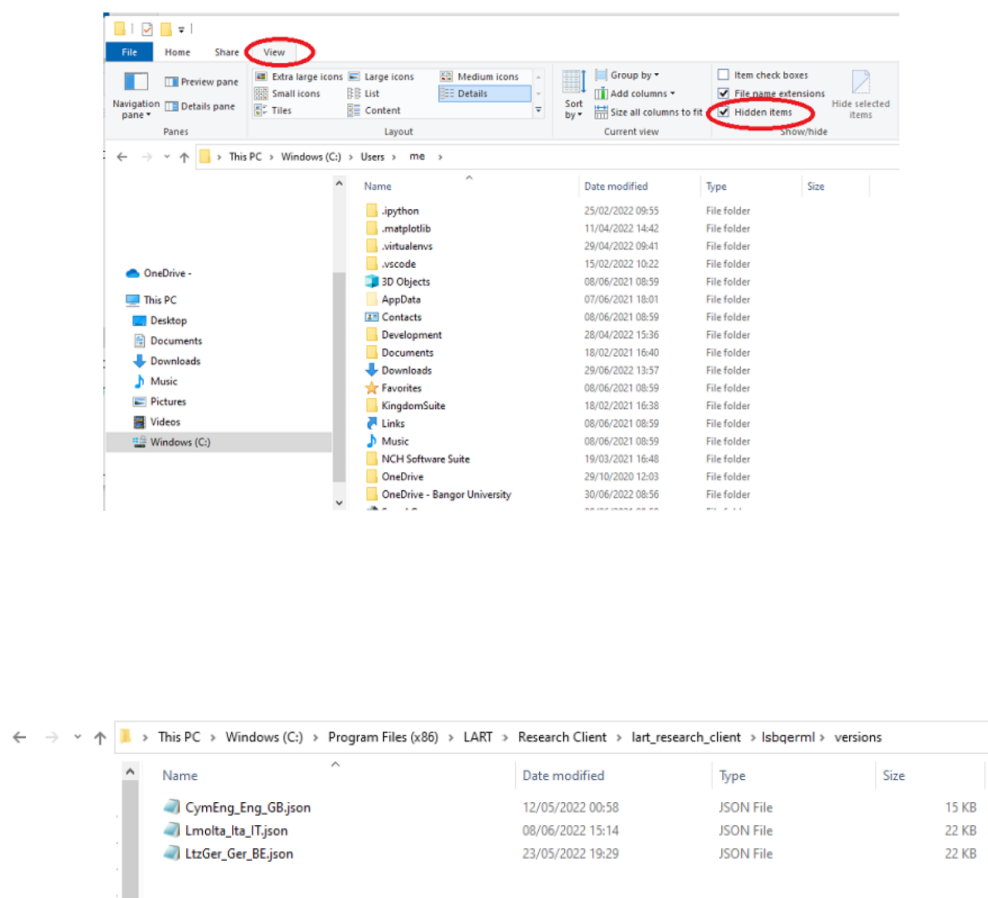 File Home Share View
Preview pane
Details pane
Navigation pane
Panes
Extra large icons Large icons Medium icons
Small icons List Details
Tiles Content
Layout
Sort by
Group by
Add columns
Size all columns to fit
Current view
Item check boxes
File name extensions
Hidden items
Hide selected items
Show/hide
This PC > Windows (C:) > Users > me >
OneDrive -
This PC
Desktop
Documents
Downloads
Music
Pictures
Videos
Windows (C:)
Name Date modified Type Size
.ipython 25/02/2022 09:55 File folder
.matplotlib 11/04/2022 14:42 File folder
.virtualenvs 29/04/2022 09:41 File folder
.vscode 15/02/2022 10:22 File folder
3D Objects 08/06/2021 08:59 File folder
AppData 07/06/2021 18:01 File folder
Contacts 08/06/2021 08:59 File folder
Development 28/04/2022 15:36 File folder
Documents 18/02/2021 16:40 File folder
Downloads 29/06/2022 13:57 File folder
Favorites 08/06/2021 08:59 File folder
KingdomSuite 18/02/2021 16:38 File folder
Links 08/06/2021 08:59 File folder
Music 08/06/2021 08:59 File folder
NCH Software Suite 19/03/2021 16:48 File folder
OneDrive 29/10/2020 12:03 File folder
OneDrive - Bangor University 30/06/2022 08:56 File folder
> This PC > Windows (C:) > Program Files (x86) > LART > Research Client > lart_research_client > lsbqerml > versions
Name Date modified Type Size
CymEng_Eng_GB.json 12/05/2022 00:58 JSON File 15 KB
LmoIta_Ita_IT.json 08/06/2022 15:14 JSON File 22 KB
LtzGer_Ger_BE.json 23/05/2022 19:29 JSON File 22 KB